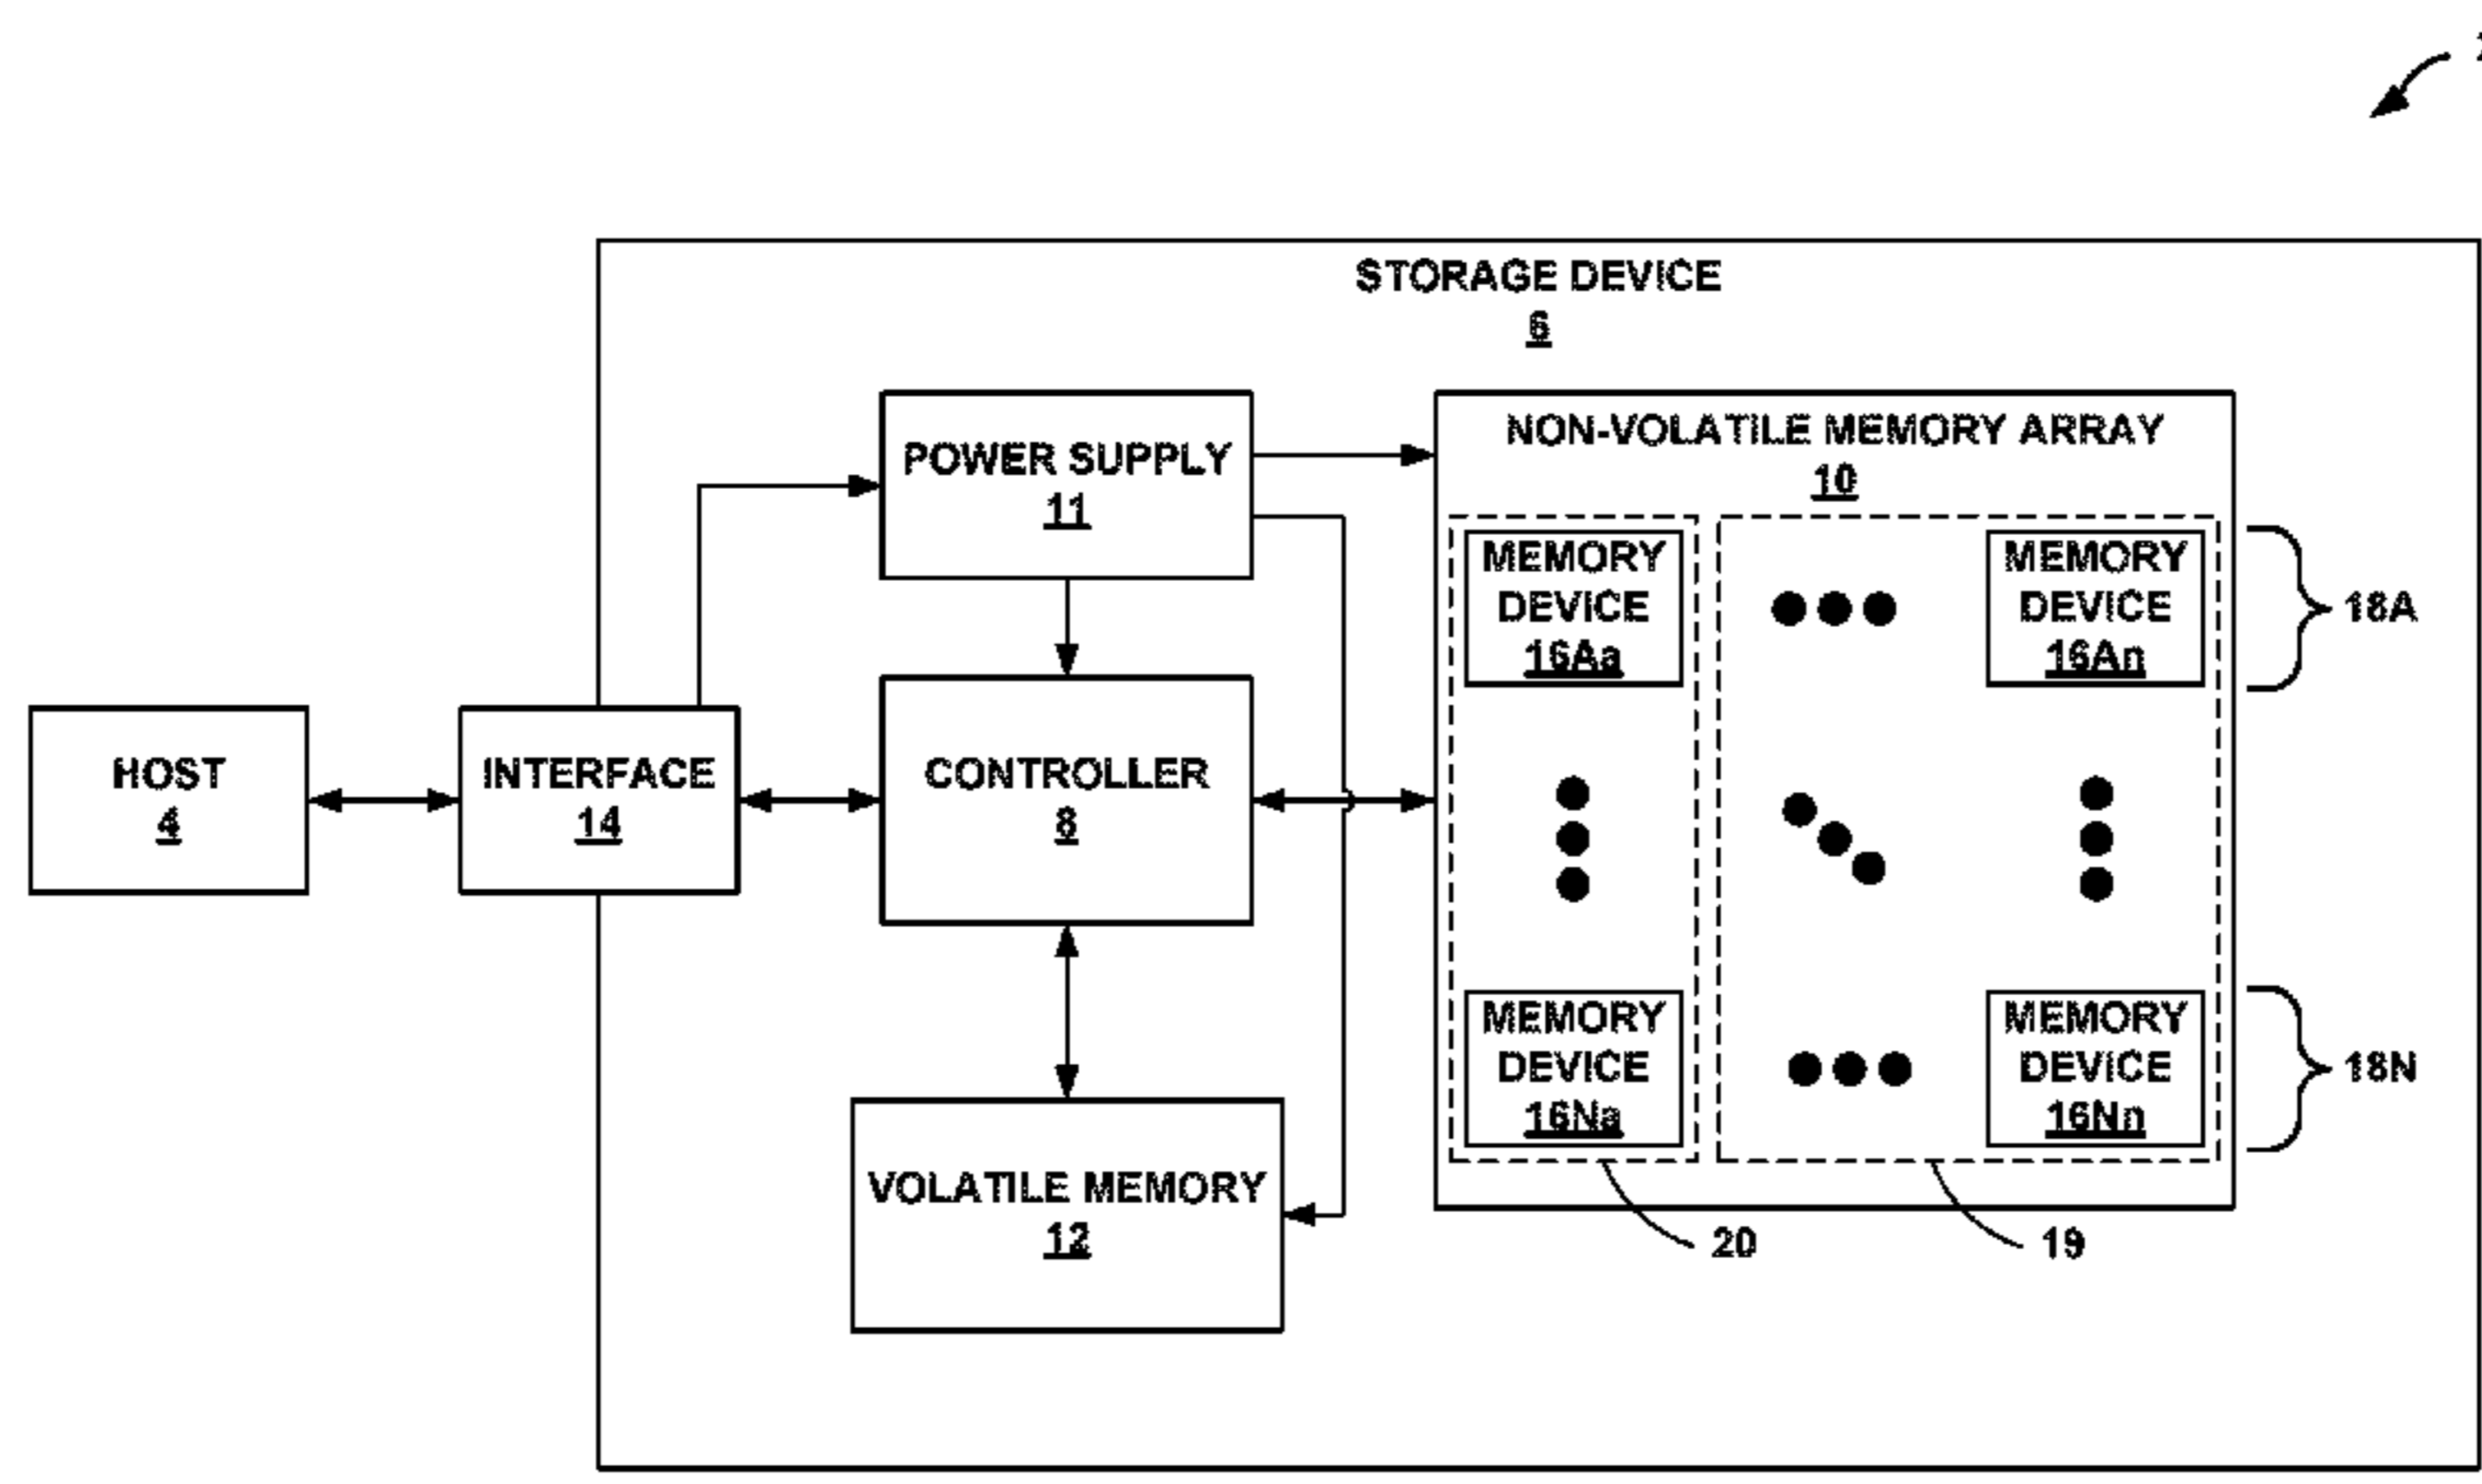 STORAGE DEVICE
6
POWER SUPPLY
11
NON-VOLATILE MEMORY ARRAY
10
MEMORY
DEVICE
16Aa
MEMORY
DEVICE
16An
18A
HOST
4
INTERFACE
14
CONTROLLER
8
MEMORY
DEVICE
16Na
MEMORY
DEVICE
16Nn
18N
VOLATILE MEMORY
12
20
19